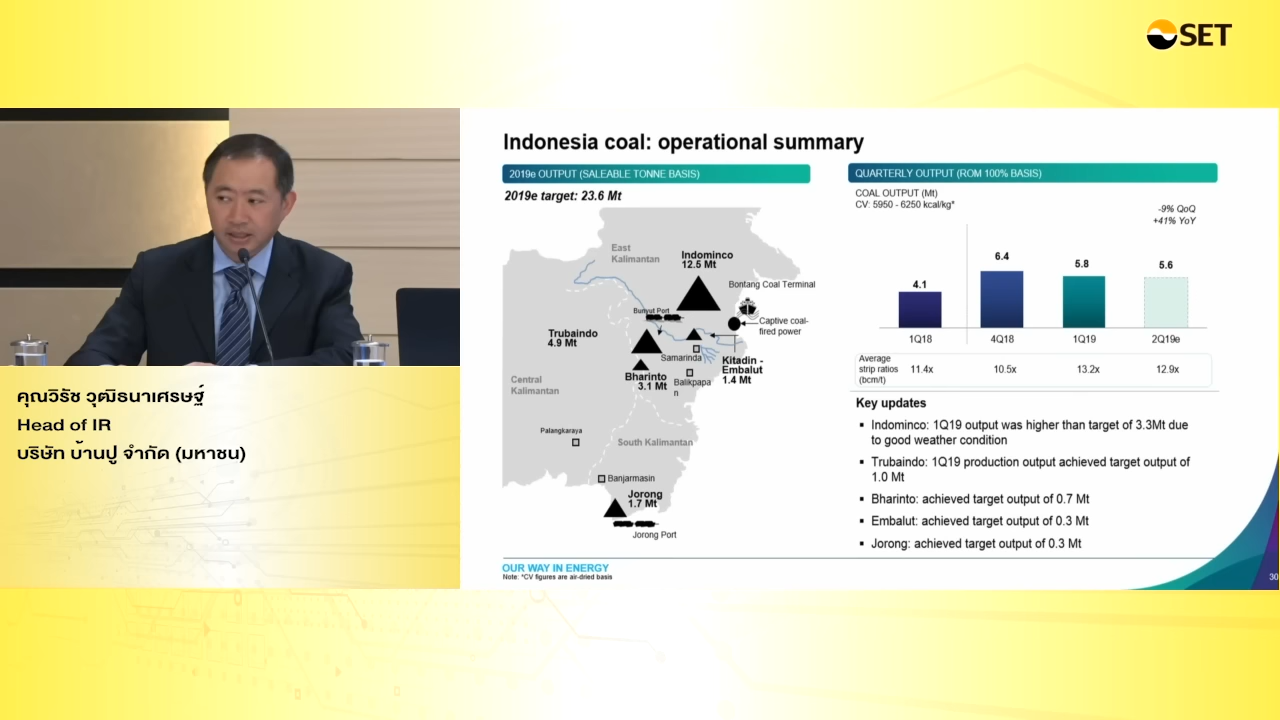 SET
Indonesia coal: operational summary
2019e OUTPUT (SALEABLE TONNE BASIS)
2019e target: 23.6 Mt
East
Kalimantan
Indominco
12.5 Mt
Bontang Coal Terminal
Bunyut Port
Captive coal-
fired power
Trubaindo
4.9 Mt
Samarinda
Kitadin -
Embalut
1.4 Mt
Bharinto
3.1 Mt
Balikpapa
n
Central
Kalimantan
Palangkaraya
South Kalimantan
Banjarmasin
Jorong
1.7 Mt
Jorong Port
QUARTERLY OUTPUT (ROM 100% BASIS)
COAL OUTPUT (Mt)
CV: 5950 - 6250 kcal/kg*
-9% QoQ
+41% YoY
4.1 6.4 5.8 5.6
1Q18 4Q18 1Q19 2Q19e
Average
strip ratios
(bcm/t)
11.4x 10.5x 13.2x 12.9x
Key updates
▪ Indominco: 1Q19 output was higher than target of 3.3Mt due
to good weather condition
▪ Trubaindo: 1Q19 production output achieved target output of
1.0 Mt
▪ Bharinto: achieved target output of 0.7 Mt
▪ Embalut: achieved target output of 0.3 Mt
▪ Jorong: achieved target output of 0.3 Mt
OUR WAY IN ENERGY
Note: *CV figures are air-dried basis
30
คุณวิรัช วุฒิธนาเศรษฐ์
Head of IR
บริษัท บ้านปู จำกัด (มหาชน)